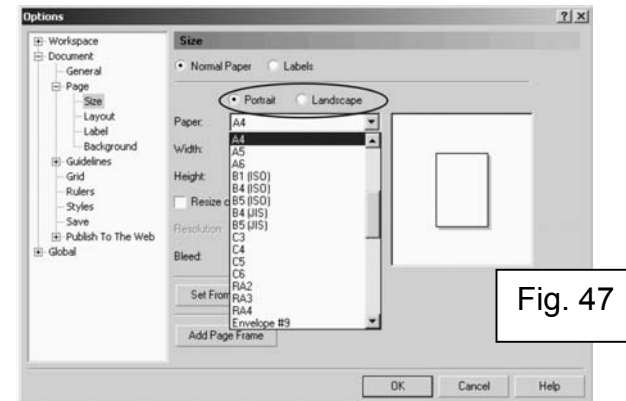 Options
Workspace
Document
General
Page
Size
Layout
Label
Background
Guidelines
Grid
Rulers
Styles
Save
Publish To The Web
Global
Size
Normal Paper Labels
Portrait Landscape
Paper: A4
Width:
Height:
Resize
Resolution
Bleed:
A4
A5
A6
B1 (ISO)
B4 (ISO)
B5 (ISO)
B4 (JIS)
B5 (JIS)
C3
C4
C5
C6
RA2
RA3
RA4
Envelope #9
Set From
Add Page Frame
Fig. 47
OK Cancel Help